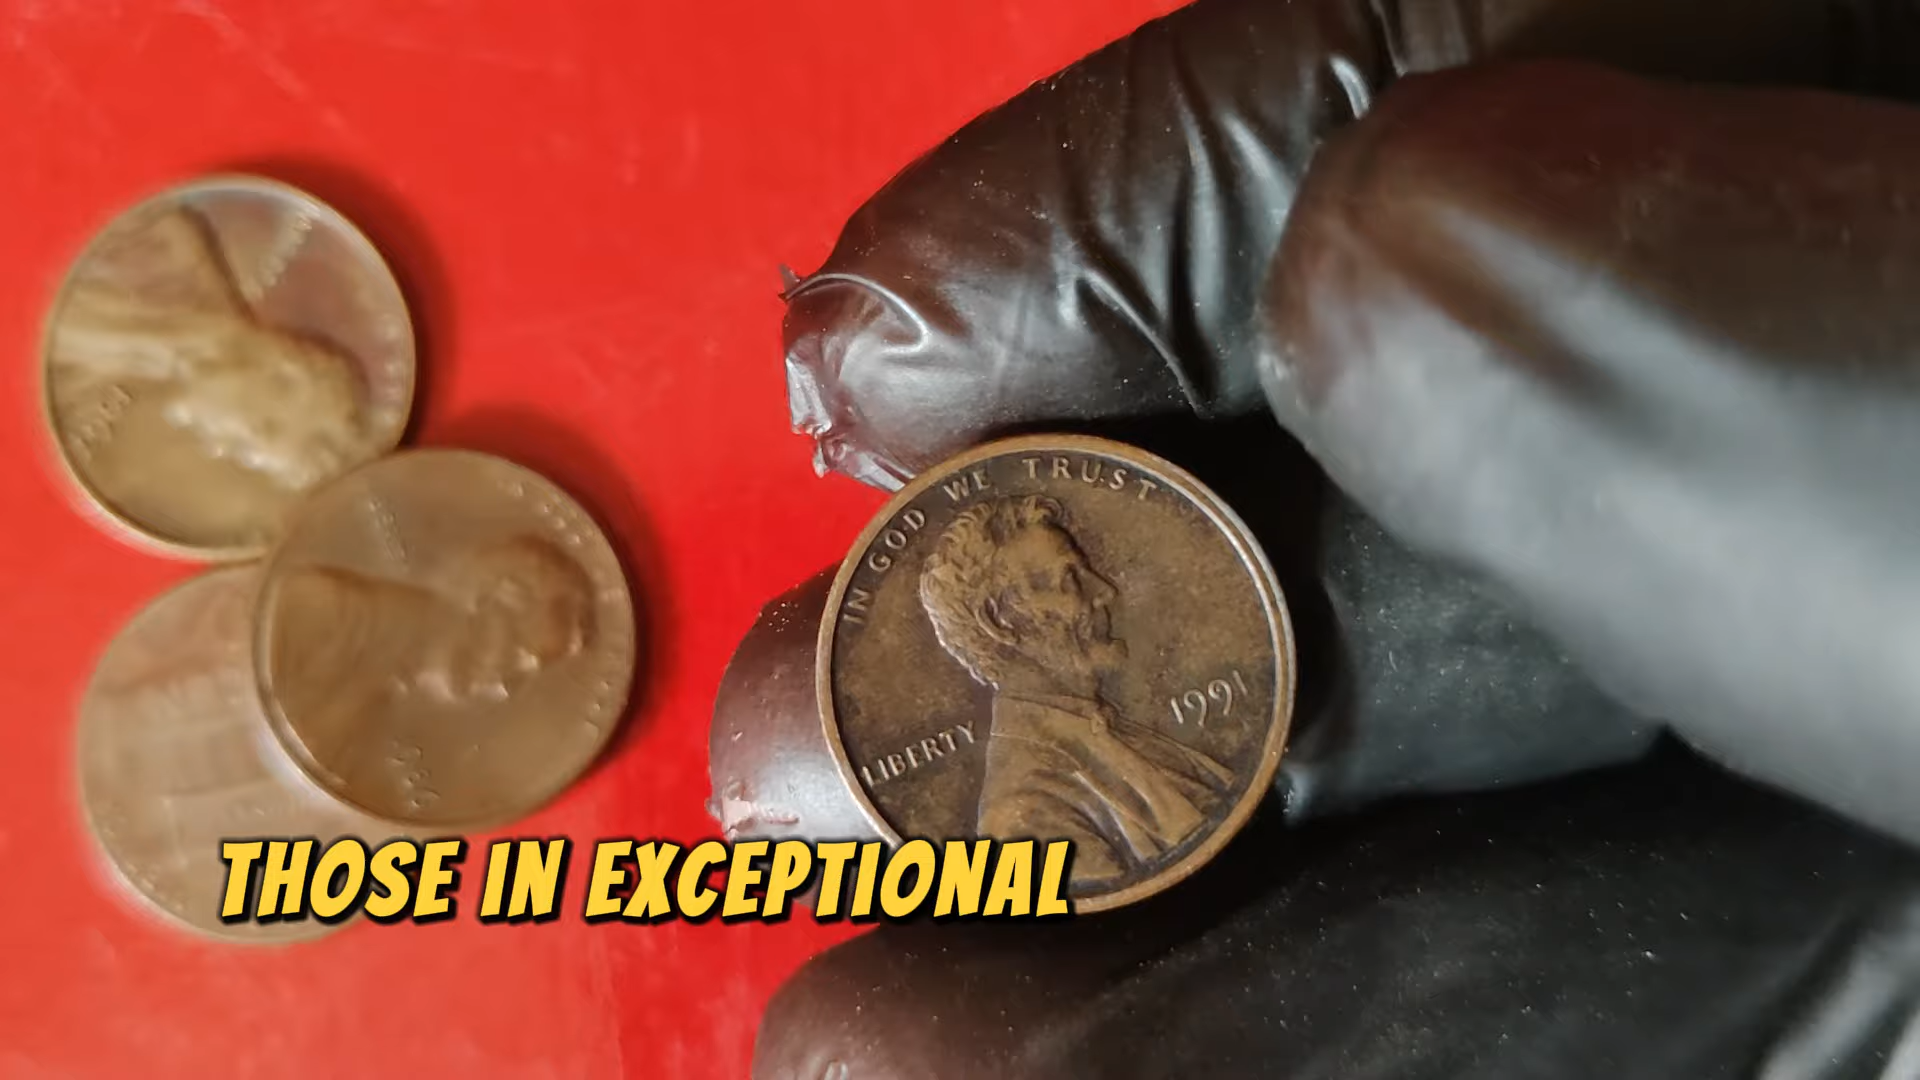 IN GOD WE TRUST
LIBERTY
1991
THOSE IN EXCEPTIONAL